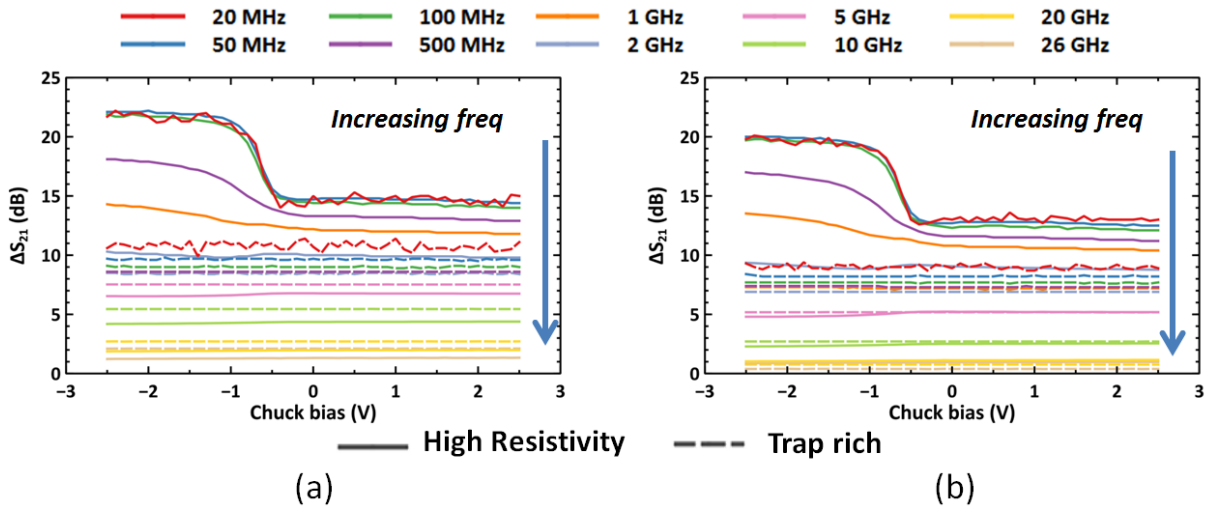 20 MHz 100 MHz 1 GHz 5 GHz 20 GHz
50 MHz 500 MHz 2 GHz 10 GHz 26 GHz
25
20
15
10
5
0
ΔS21 (dB)
Increasing freq
−3 −2 −1 0 1 2 3
Chuck bias (V)
25
20
15
10
5
0
ΔS21 (dB)
Increasing freq
−3 −2 −1 0 1 2 3
Chuck bias (V)
High Resistivity Trap rich
(a) (b)